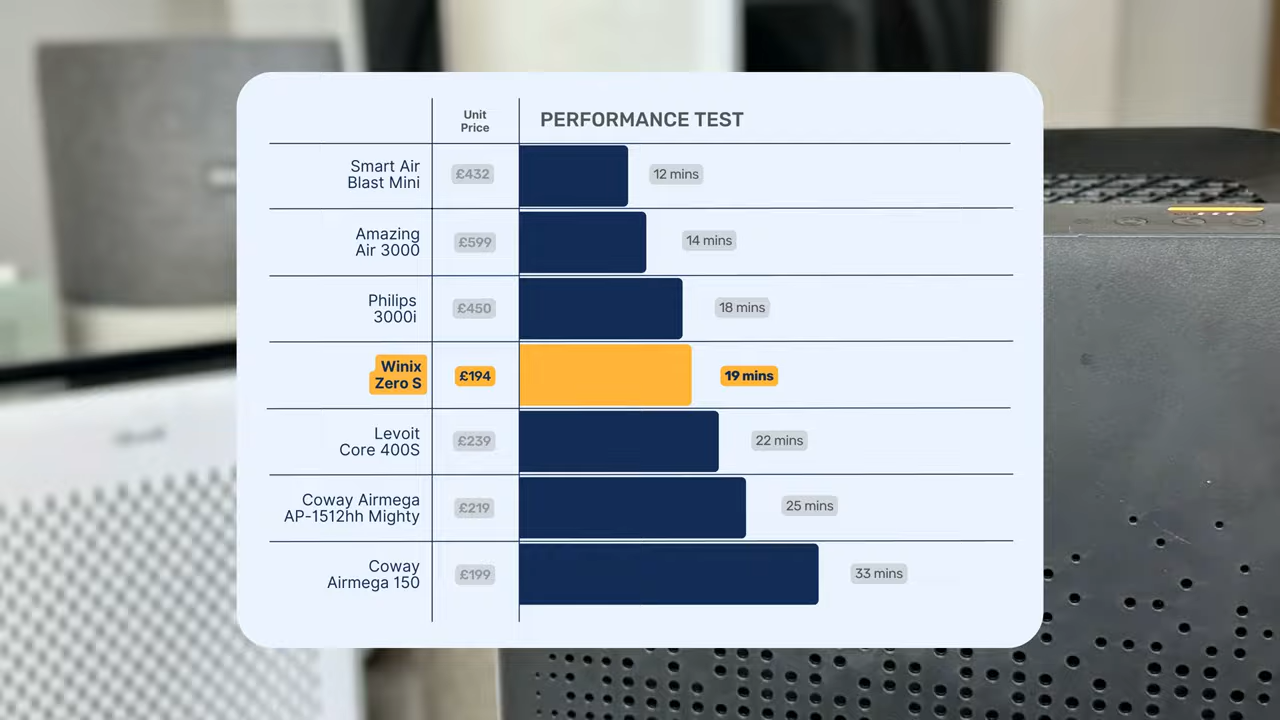 Unit
Price
PERFORMANCE TEST
Smart Air
Blast Mini
£432
12 mins
Amazing
Air 3000
£599
14 mins
Philips
3000i
£450
18 mins
Winix
Zero S
£194
19 mins
Levoit
Core 400S
£239
22 mins
Coway Airmega
AP-1512hh Mighty
£219
25 mins
Coway
Airmega 150
£199
33 mins